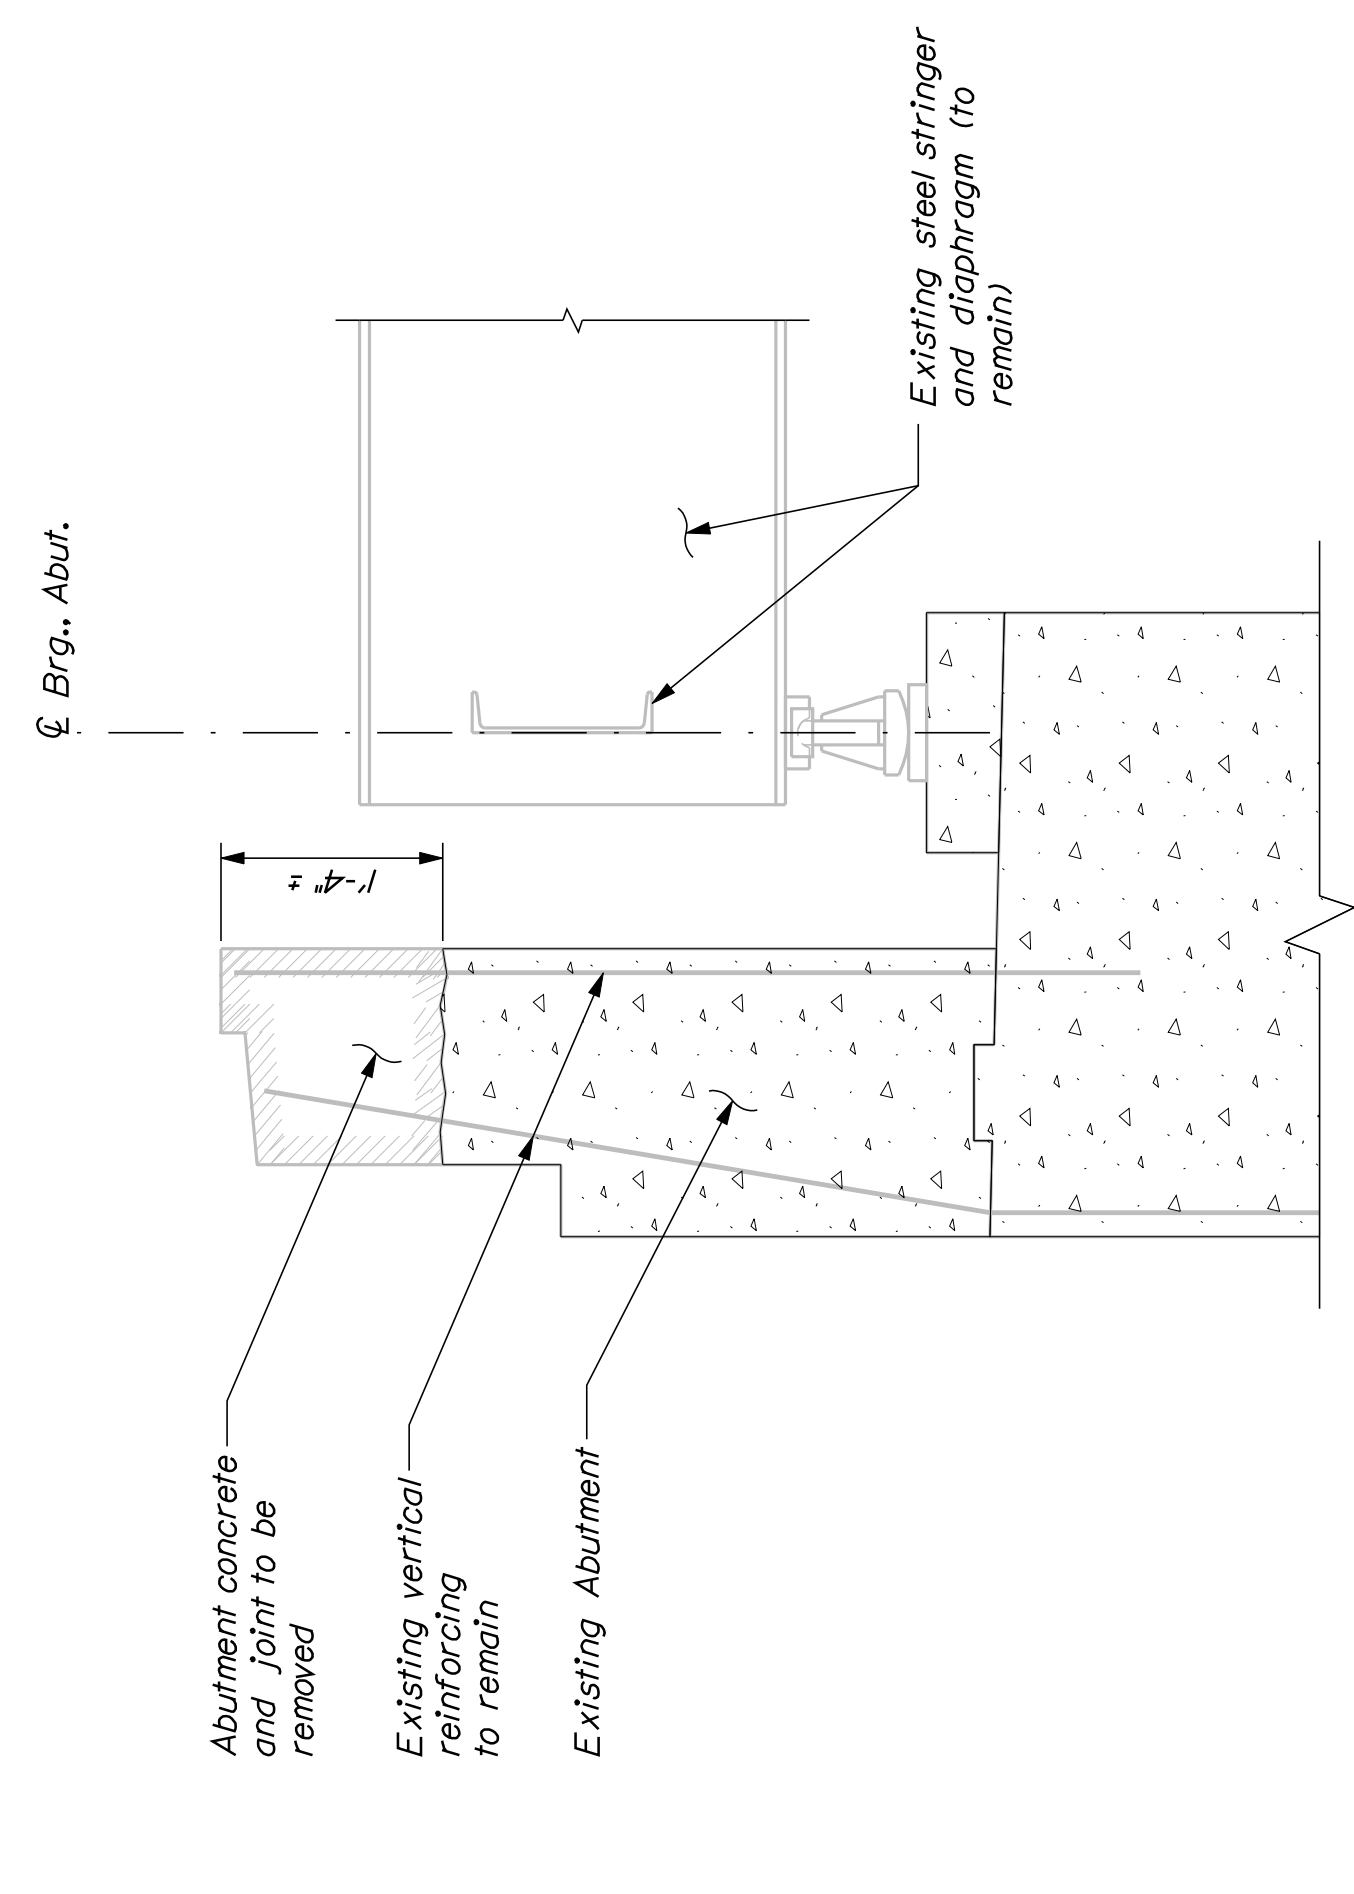 ℄ Brg., Abut.
1'-4" ±
Abutment concrete
and joint to be
removed
Existing vertical
reinforcing
to remain
Existing Abutment
Existing steel stringer
and diaphragm (to
remain)